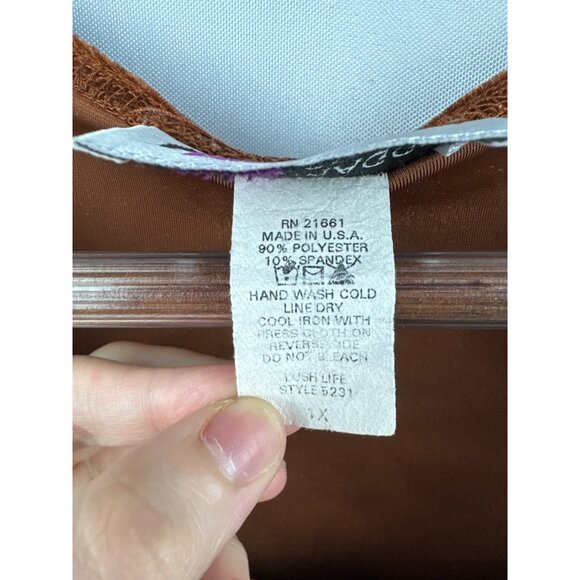 RN 21661
MADE IN U.S.A.
90% POLYESTER
10% SPANDEX
HAND WASH COLD
LINE DRY
COOL IRON WITH
PRESS CLOTH ON
REVERSE SIDE
DO NOT BLEACH
LUSH LIFE
STYLE 5231
1X